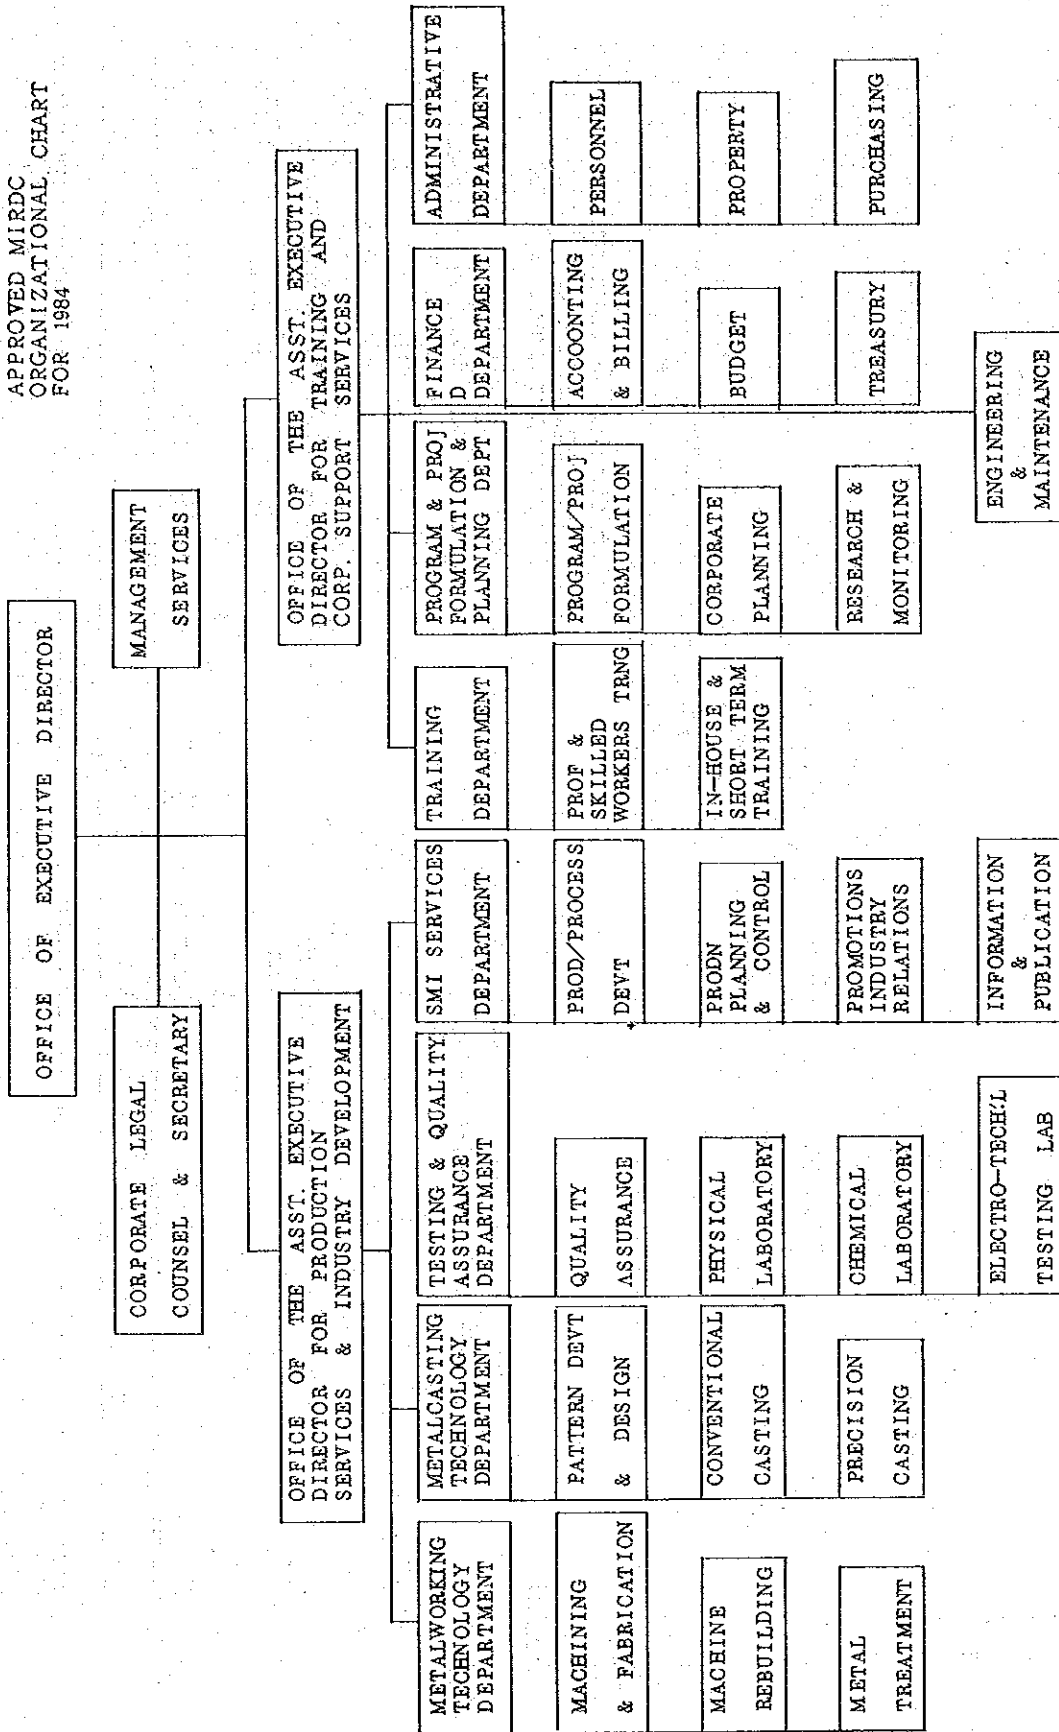 APPROVED MIRDC
ORGANIZATIONAL CHART
FOR 1984
OFFICE OF EXECUTIVE DIRECTOR
CORPORATE LEGAL
COUNSEL & SECRETARY
MANAGEMENT
SERVICES
OFFICE OF THE ASST. EXECUTIVE
DIRECTOR FOR PRODUCTION
SERVICES & INDUSTRY DEVELOPMENT
OFFICE OF THE ASST. EXECUTIVE
DIRECTOR FOR TRAINING AND
CORP. SUPPORT SERVICES
METALWORKING
TECHNOLOGY
DEPARTMENT
METALCASTING
TECHNOLOGY
DEPARTMENT
TESTING & QUALITY
ASSURANCE
DEPARTMENT
SMI SERVICES
DEPARTMENT
TRAINING
DEPARTMENT
PROGRAM & PROJ
FORMULATION &
PLANNING DEPT
FINANCE
D
DEPARTMENT
ADMINISTRATIVE
DEPARTMENT
MACHINING
& FABRICATION
PATTERN DEVT
& DESIGN
QUALITY
ASSURANCE
PROD/PROCESS
DEVT
PROF &
SKILLED
WORKERS TRNG
PROGRAM/PROJ
FORMULATION
ACCOONTING
& BILLING
PERSONNEL
MACHINE
REBUILDING
CONVENTIONAL
CASTING
PHYSICAL
LABORATORY
PRODN
PLANNING
& CONTROL
IN-HOUSE &
SHORT TERM
TRAINING
CORPORATE
PLANNING
BUDGET
PROPERTY
METAL
TREATMENT
PRECISION
CASTING
CHEMICAL
LABORATORY
PROMOTIONS
INDUSTRY
RELATIONS
RESEARCH &
MONITORING
TREASURY
PURCHASING
ELECTRO-TECH'L
TESTING LAB
INFORMATION
&
PUBLICATION
ENGINEERING
&
MAINTENANCE